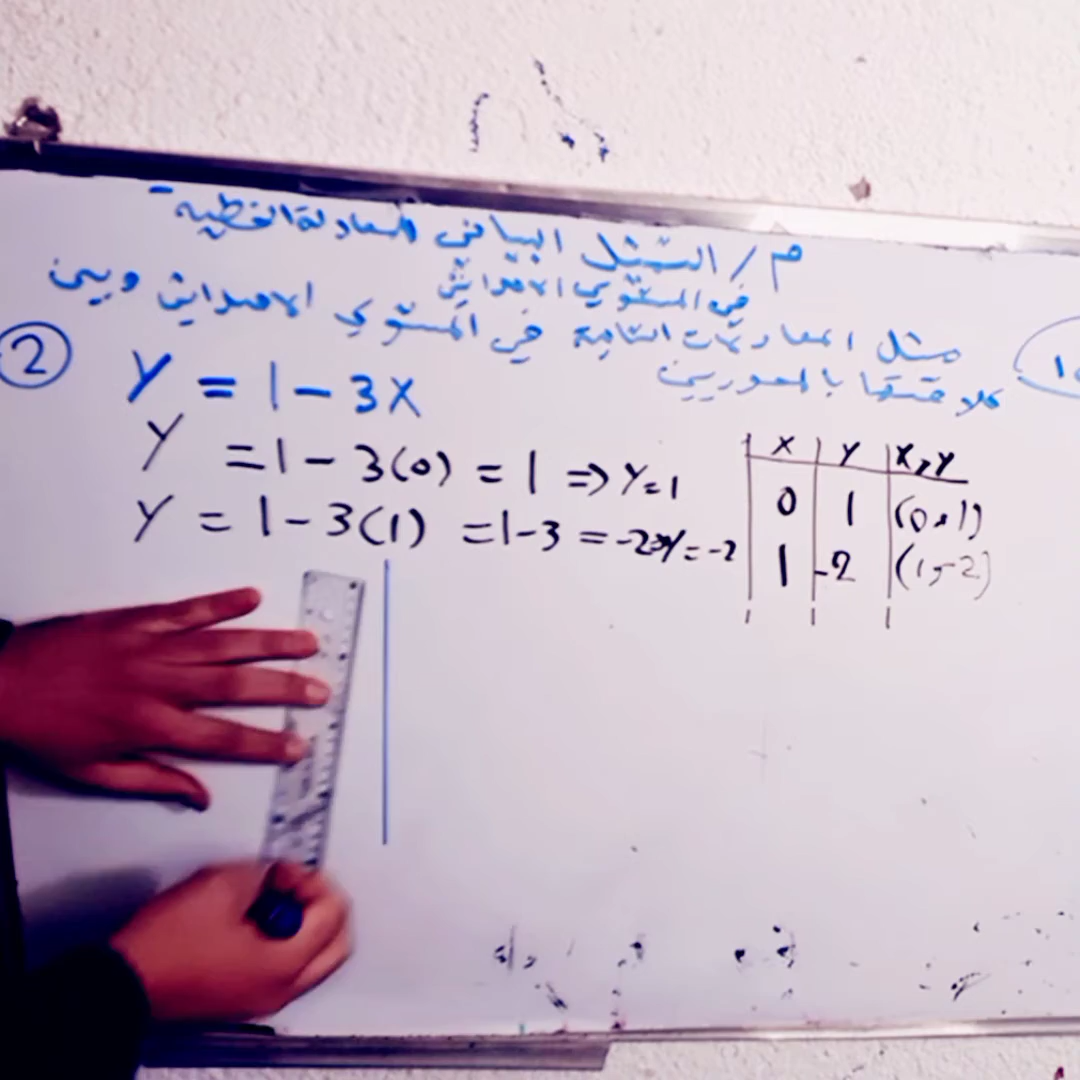 م / التمثيل البياني للمعادلة الخطية
في المستوي الاحداثي
مثل المعادلات التالية في المستوي الاحداثي وبين
علاقتها بالمحورين
② y = 1 - 3x
y = 1 - 3(0) = 1 ⇒ y = 1
y = 1 - 3(1) = 1 - 3 = -2 ⇒ y = -2
x | y | x, y
0 | 1 | (0, 1)
1 | -2 | (1, -2)